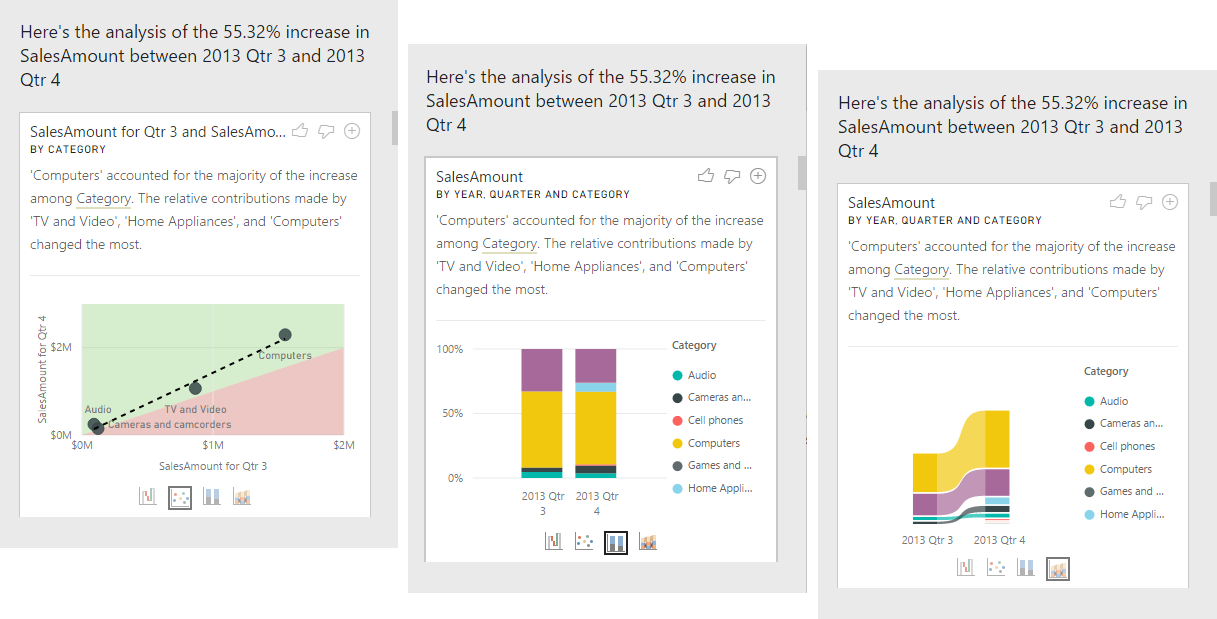 Here's the analysis of the 55.32% increase in
SalesAmount between 2013 Qtr 3 and 2013
Qtr 4
SalesAmount for Qtr 3 and SalesAmo...
BY CATEGORY
'Computers' accounted for the majority of the increase
among Category. The relative contributions made by
'TV and Video', 'Home Appliances', and 'Computers'
changed the most.
SalesAmount for Qtr 4
$2M
$0M
Computers
TV and Video
Audio
Cameras and camcorders
$0M
$1M
$2M
SalesAmount for Qtr 3
Here's the analysis of the 55.32% increase in
SalesAmount between 2013 Qtr 3 and 2013
Qtr 4
SalesAmount
BY YEAR, QUARTER AND CATEGORY
'Computers' accounted for the majority of the increase
among Category. The relative contributions made by
'TV and Video', 'Home Appliances', and 'Computers'
changed the most.
100%
50%
0%
2013 Qtr
3
2013 Qtr
4
Category
Audio
Cameras an...
Cell phones
Computers
Games and ...
Home Appli...
Here's the analysis of the 55.32% increase in
SalesAmount between 2013 Qtr 3 and 2013
Qtr 4
SalesAmount
BY YEAR, QUARTER AND CATEGORY
'Computers' accounted for the majority of the increase
among Category. The relative contributions made by
'TV and Video', 'Home Appliances', and 'Computers'
changed the most.
2013 Qtr 3
2013 Qtr 4
Category
Audio
Cameras an...
Cell phones
Computers
Games and ...
Home Appli...